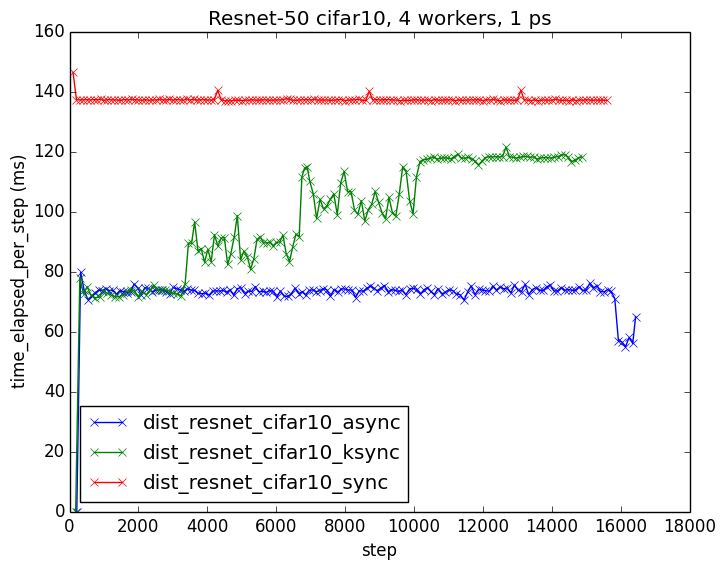 Resnet-50 cifar10, 4 workers, 1 ps
160
140
120
100
80
60
40
20
0
time_elapsed_per_step (ms)
dist_resnet_cifar10_async
dist_resnet_cifar10_ksync
dist_resnet_cifar10_sync
0 2000 4000 6000 8000 10000 12000 14000 16000 18000
step